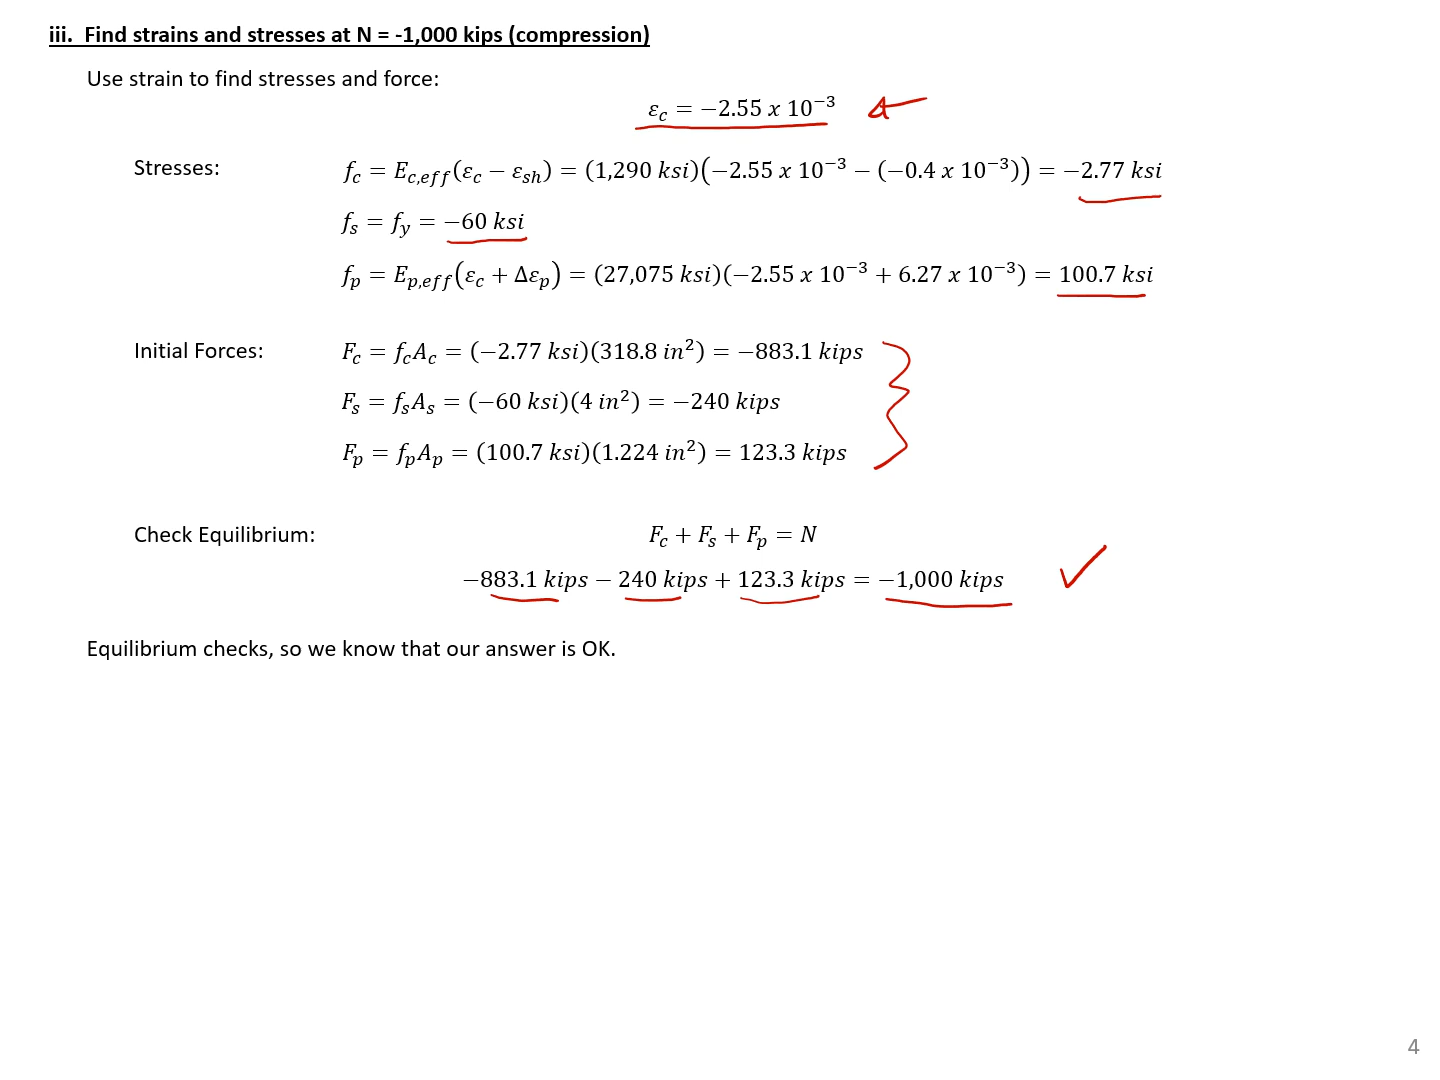 iii. Find strains and stresses at N = -1,000 kips (compression)
Use strain to find stresses and force:
εc = −2.55 x 10⁻³
Stresses: fc = Ec,eff(εc − εsh) = (1,290 ksi)(−2.55 x 10⁻³ − (−0.4 x 10⁻³)) = −2.77 ksi
fs = fy = −60 ksi
fp = Ep,eff(εc + Δεp) = (27,075 ksi)(−2.55 x 10⁻³ + 6.27 x 10⁻³) = 100.7 ksi
Initial Forces: Fc = fcAc = (−2.77 ksi)(318.8 in²) = −883.1 kips
Fs = fsAs = (−60 ksi)(4 in²) = −240 kips
Fp = fpAp = (100.7 ksi)(1.224 in²) = 123.3 kips
Check Equilibrium: Fc + Fs + Fp = N
−883.1 kips − 240 kips + 123.3 kips = −1,000 kips
Equilibrium checks, so we know that our answer is OK.
4